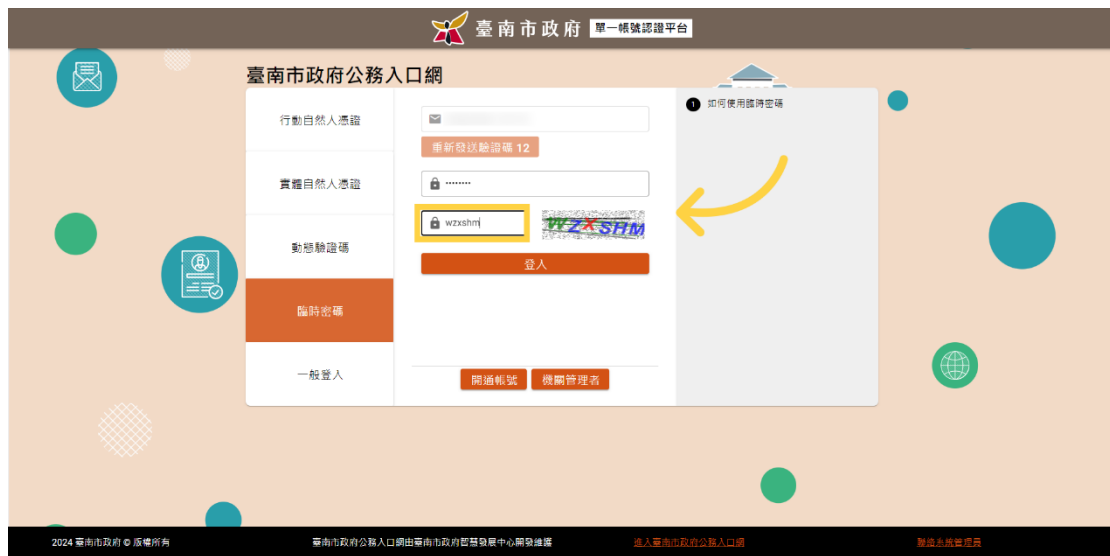 臺南市政府 單一帳號認證平台
臺南市政府公務入口網
行動自然人憑證
實體自然人憑證
動態驗證碼
臨時密碼
一般登入
重新發送驗證碼 12
········
wzxshm
WZXSHM
登入
開通帳號
機關管理者
1 如何使用臨時密碼
2024 臺南市政府 © 版權所有
臺南市政府公務入口網由臺南市政府智慧發展中心開發維護
進入臺南市政府公務入口網
聯絡系統管理員